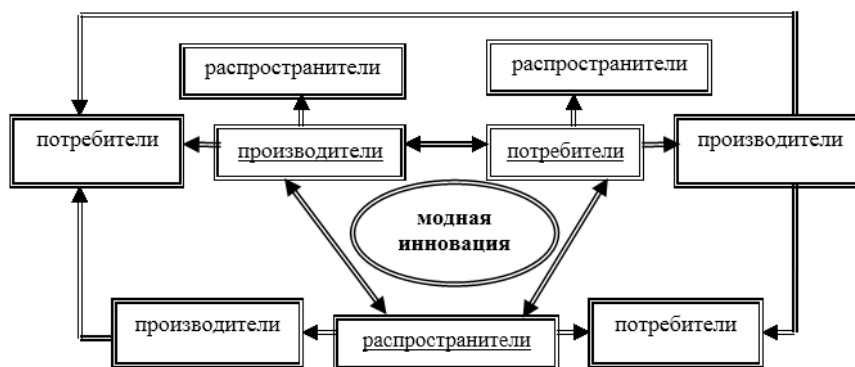 распространители
распространители
потребители
производители
потребители
производители
модная
инновация
производители
распространители
потребители